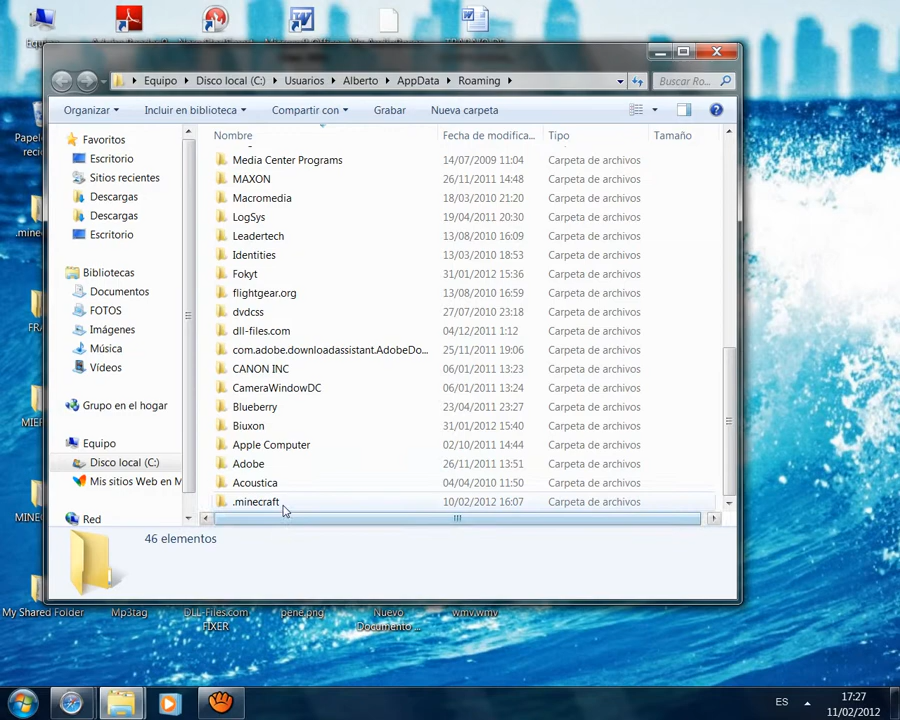 Equipo Disco local (C:) Usuarios Alberto AppData Roaming
Buscar Ro...
Organizar Incluir en biblioteca Compartir con Grabar Nueva carpeta
Nombre Fecha de modifica... Tipo Tamaño
Favoritos
Escritorio
Sitios recientes
Descargas
Descargas
Escritorio
Bibliotecas
Documentos
FOTOS
Imágenes
Música
Vídeos
Grupo en el hogar
Equipo
Disco local (C:)
Mis sitios Web en M
Red
Media Center Programs 14/07/2009 11:04 Carpeta de archivos
MAXON 26/11/2011 14:48 Carpeta de archivos
Macromedia 18/03/2010 21:20 Carpeta de archivos
LogSys 19/04/2011 20:30 Carpeta de archivos
Leadertech 13/08/2010 16:09 Carpeta de archivos
Identities 13/03/2010 18:53 Carpeta de archivos
Fokyt 31/01/2012 15:36 Carpeta de archivos
flightgear.org 13/08/2010 16:59 Carpeta de archivos
dvdcss 27/07/2010 23:18 Carpeta de archivos
dll-files.com 04/12/2011 1:12 Carpeta de archivos
com.adobe.downloadassistant.AdobeDo... 25/11/2011 19:06 Carpeta de archivos
CANON INC 06/01/2011 13:23 Carpeta de archivos
CameraWindowDC 06/01/2011 13:24 Carpeta de archivos
Blueberry 23/04/2011 23:27 Carpeta de archivos
Biuxon 31/01/2012 15:40 Carpeta de archivos
Apple Computer 02/10/2011 14:44 Carpeta de archivos
Adobe 26/11/2011 13:51 Carpeta de archivos
Acoustica 04/04/2010 11:50 Carpeta de archivos
.minecraft 10/02/2012 16:07 Carpeta de archivos
46 elementos
Papele
recic
.mine
FRA
MIER
MINEC
My Shared Folder
Mp3tag
DLL-Files.com
FIXER
pene.png
Nuevo
Documento ...
wmv.wmv
ES
17:27
11/02/2012